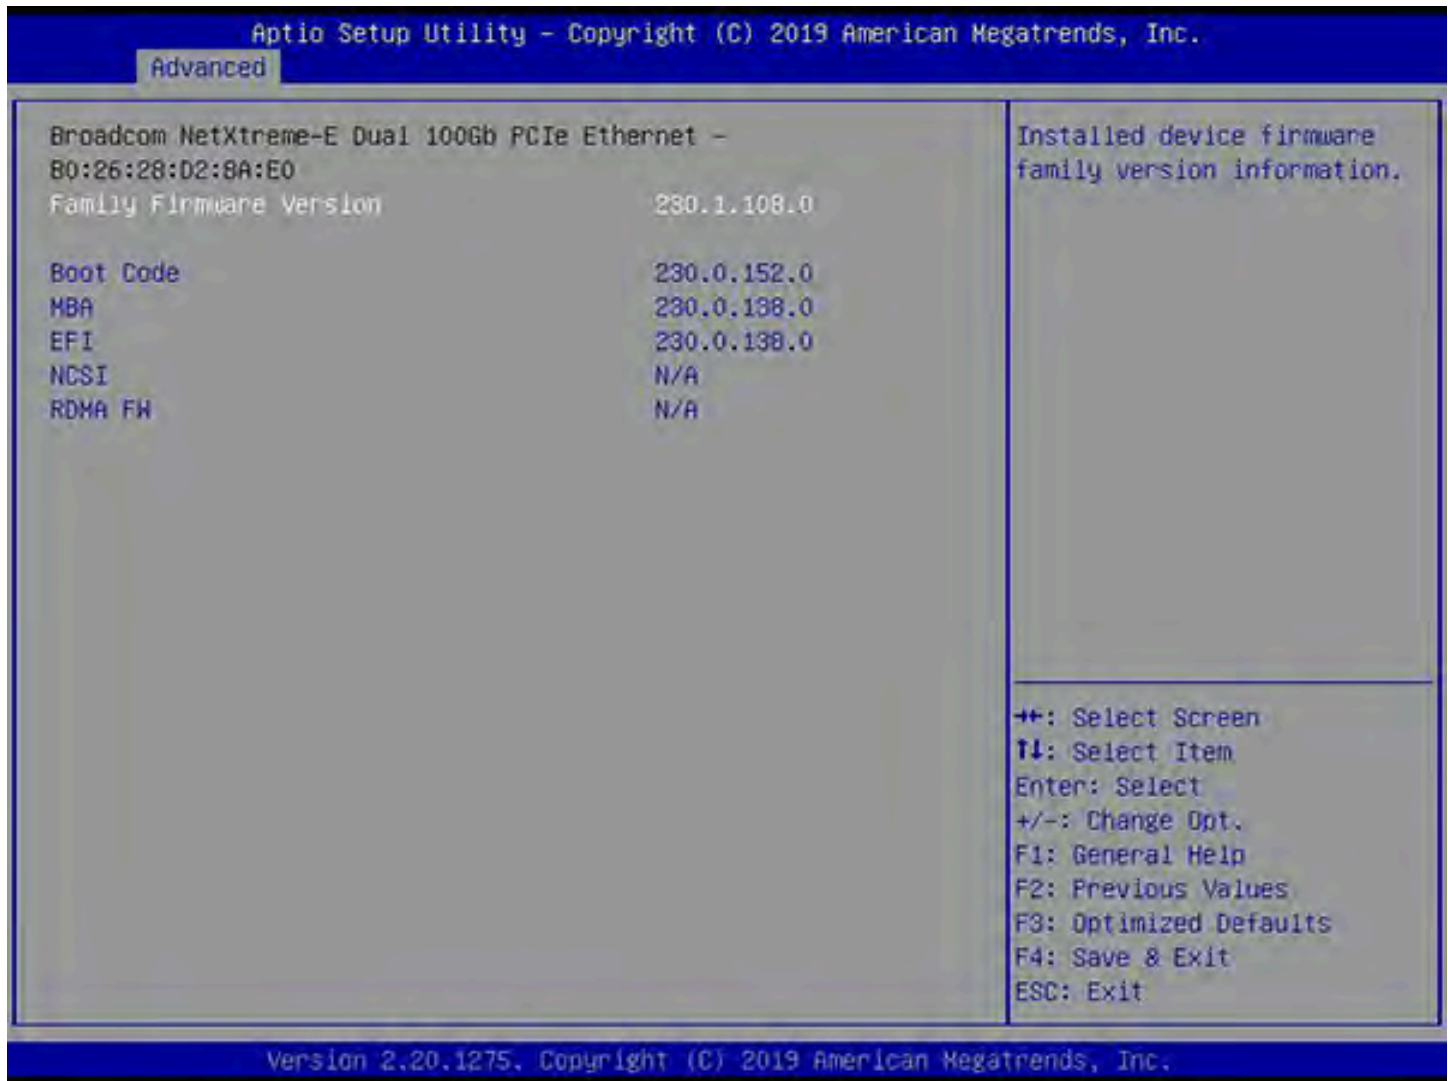 Aptio Setup Utility – Copyright (C) 2019 American Megatrends, Inc.
Advanced
Broadcom NetXtreme-E Dual 100Gb PCIe Ethernet –
B0:26:28:D2:8A:E0
Family Firmware Version 230.1.108.0
Boot Code 230.0.152.0
MBA 230.0.138.0
EFI 230.0.138.0
NCSI N/A
RDMA FW N/A
Installed device firmware
family version information.
→←: Select Screen
↑↓: Select Item
Enter: Select
+/-: Change Opt.
F1: General Help
F2: Previous Values
F3: Optimized Defaults
F4: Save & Exit
ESC: Exit
Version 2.20.1275. Copyright (C) 2019 American Megatrends, Inc.